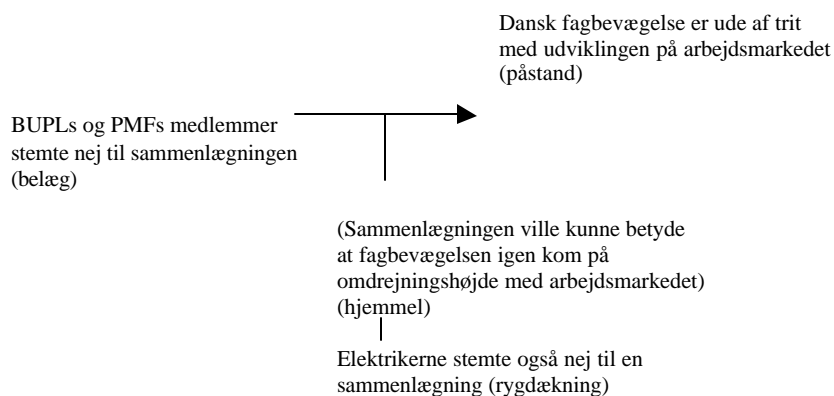 Dansk fagbevægelse er ude af trit
med udviklingen på arbejdsmarkedet
(påstand)
BUPLs og PMFs medlemmer
stemte nej til sammenlægningen
(belæg)
(Sammenlægningen ville kunne betyde
at fagbevægelsen igen kom på
omdrejningshøjde med arbejdsmarkedet)
(hjemmel)
Elektrikerne stemte også nej til en
sammenlægning (rygdækning)